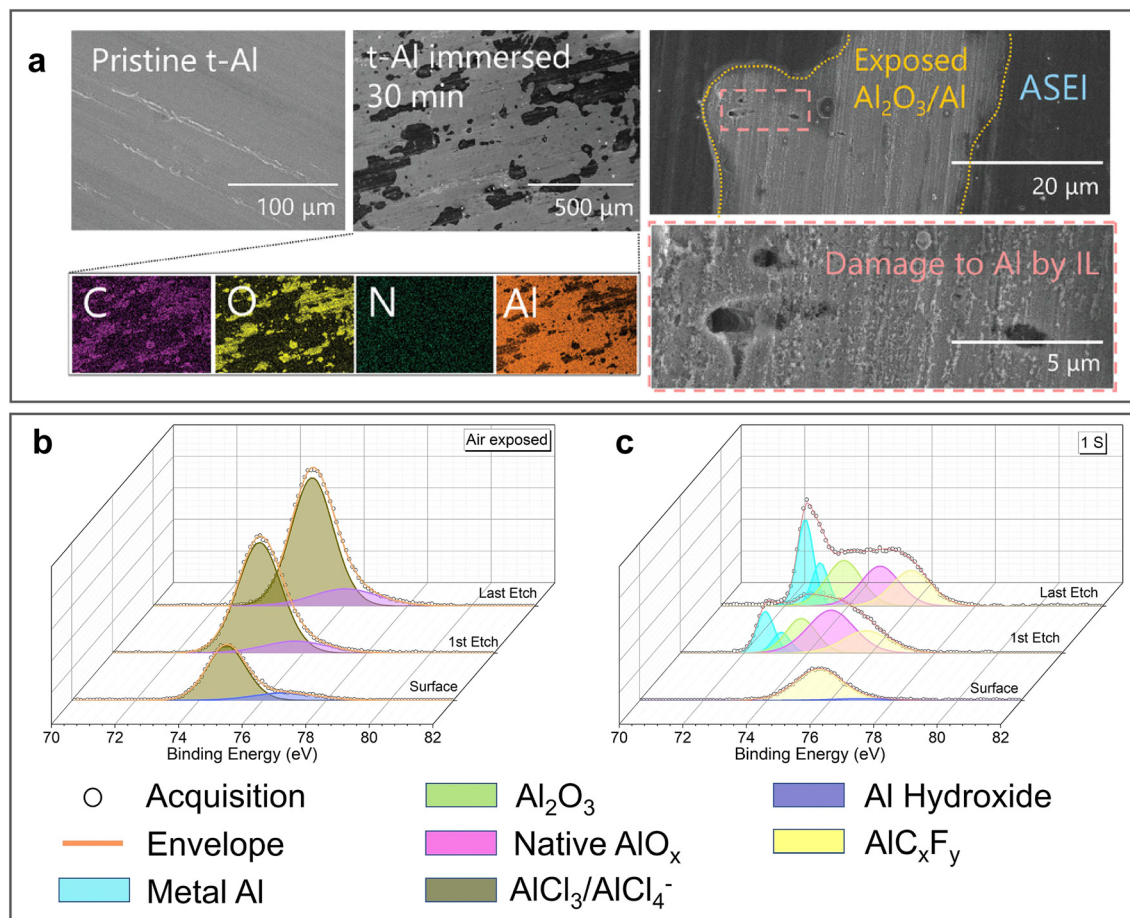 a
Pristine t-Al
100 μm
t-Al immersed
30 min
500 μm
Exposed
Al₂O₃/Al
ASEI
20 μm
C
O
N
Al
Damage to Al by IL
5 μm
b
Air exposed
Last Etch
1st Etch
Surface
70 72 74 76 78 80 82
Binding Energy (eV)
c
1 S
Last Etch
1st Etch
Surface
70 72 74 76 78 80 82
Binding Energy (eV)
Acquisition
Al₂O₃
Al Hydroxide
Envelope
Native AlOₓ
AlCₓFᵧ
Metal Al
AlCl₃/AlCl₄⁻